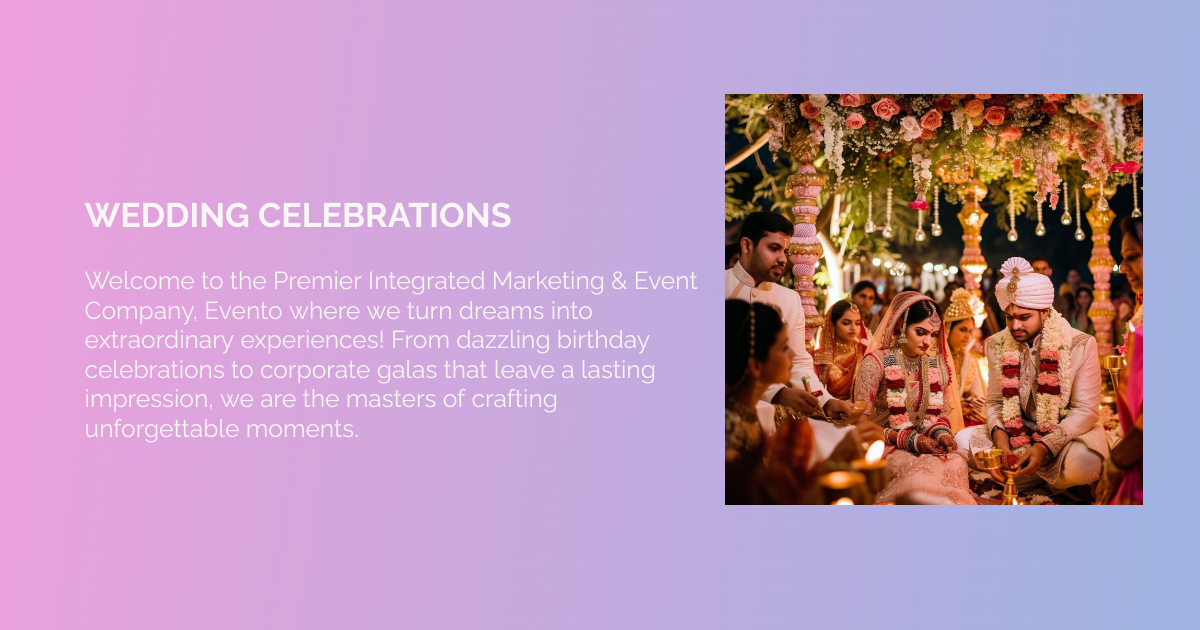 WEDDING CELEBRATIONS
Welcome to the Premier Integrated Marketing & Event
Company, Evento where we turn dreams into
extraordinary experiences! From dazzling birthday
celebrations to corporate galas that leave a lasting
impression, we are the masters of crafting
unforgettable moments.